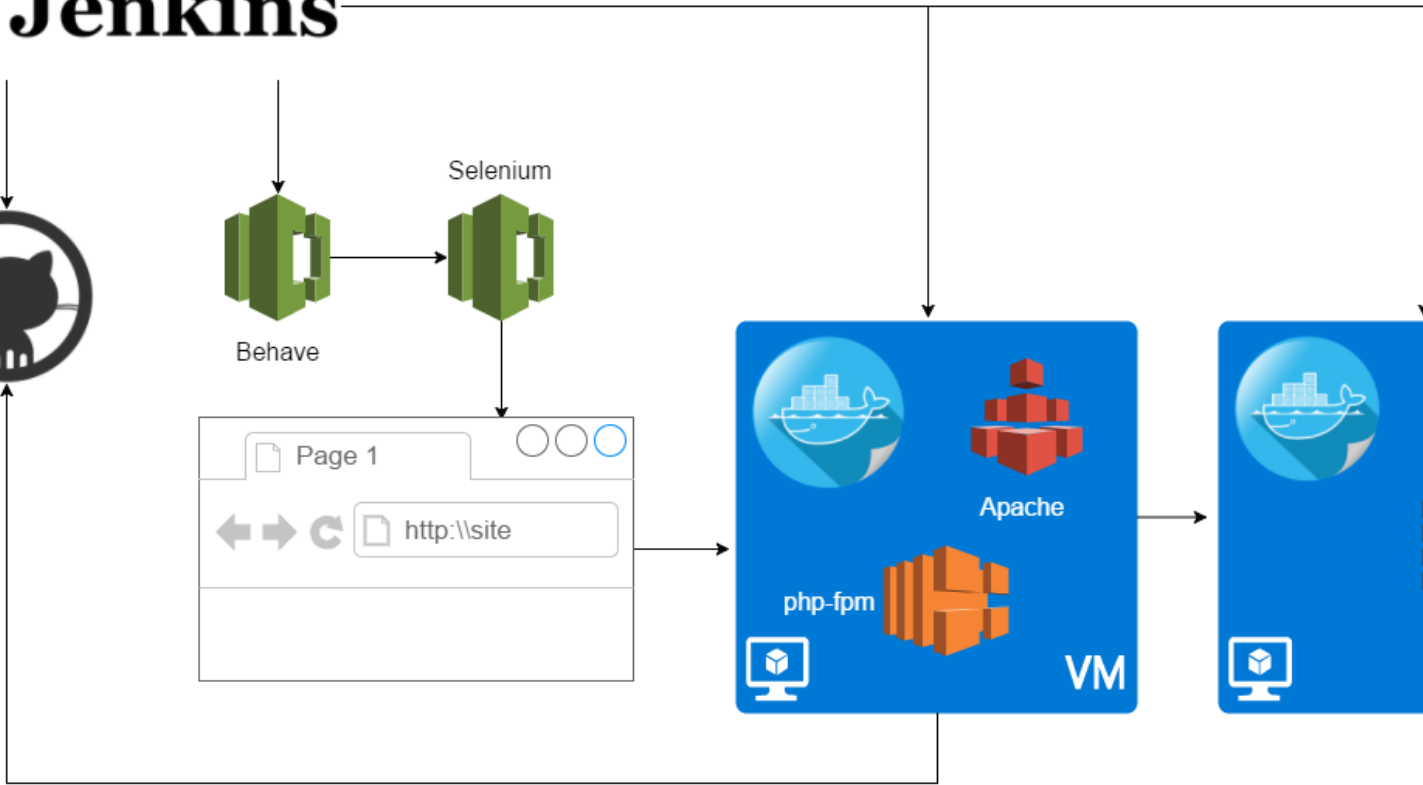 Jenkins
Selenium
Behave
Page 1
http:\\site
Apache
php-fpm
VM